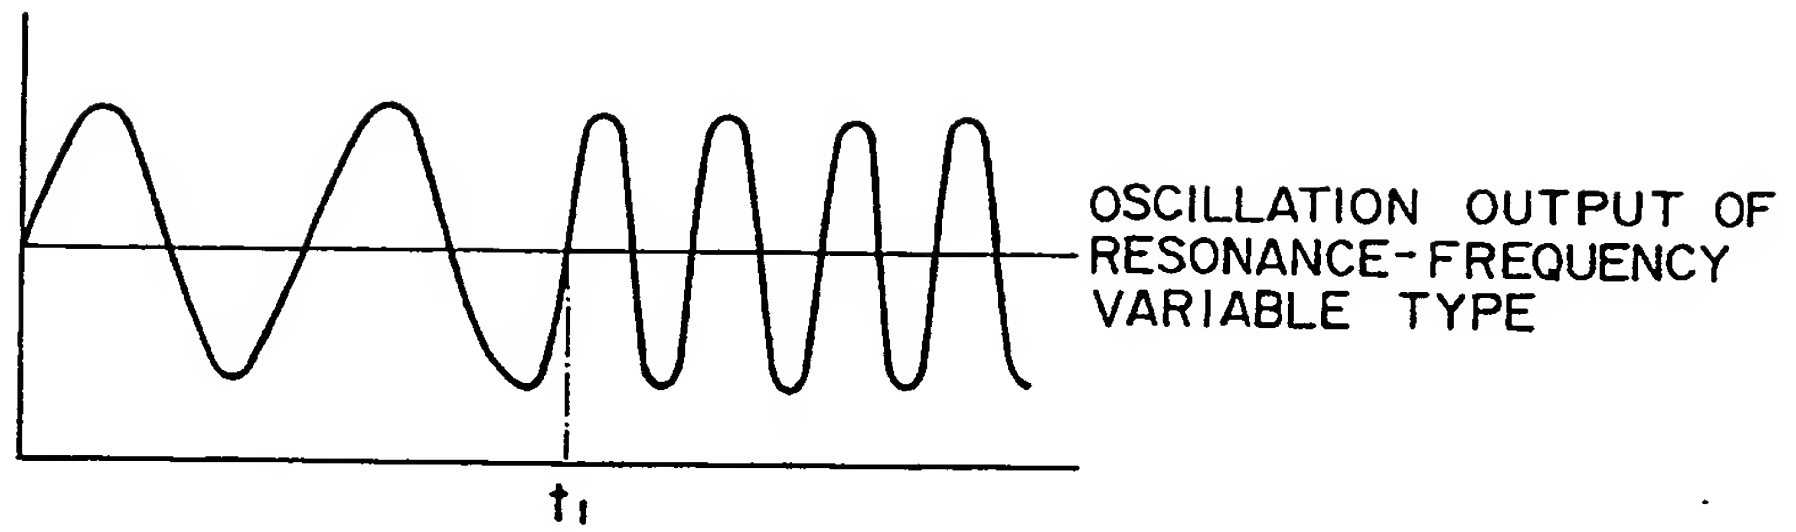 OSCILLATION OUTPUT OF
RESONANCE-FREQUENCY
VARIABLE TYPE
t1